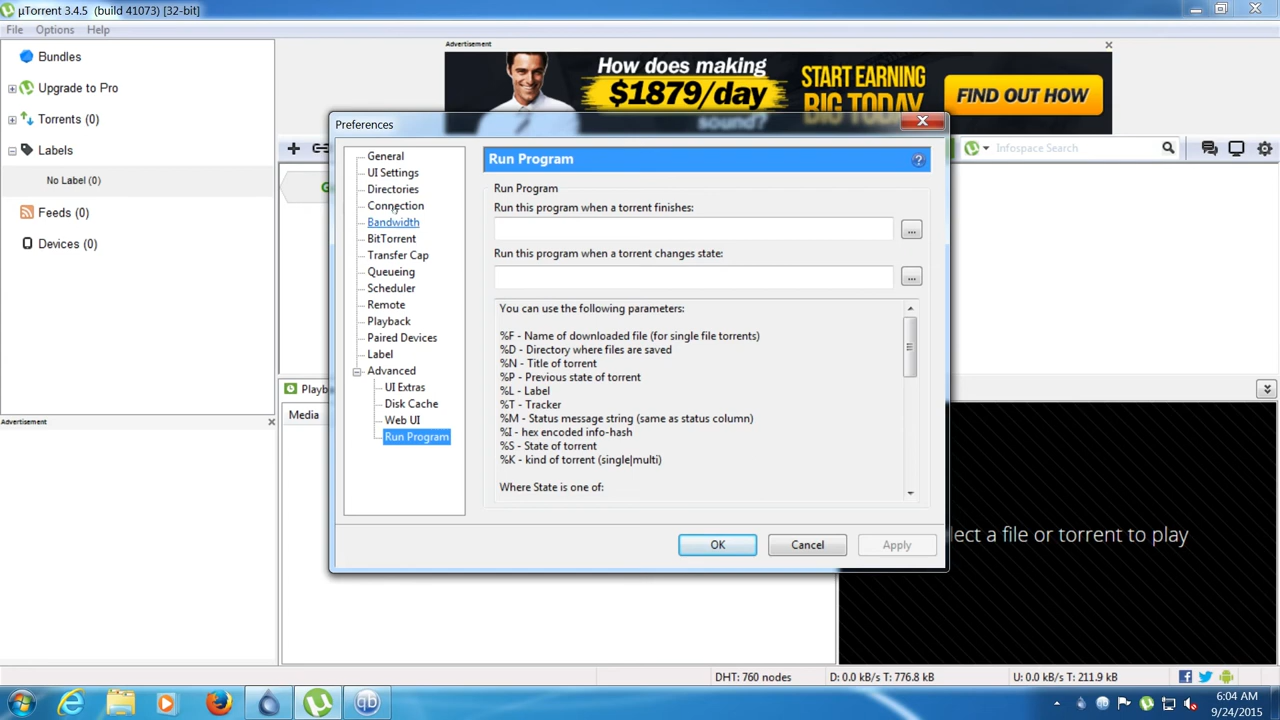 µTorrent 3.4.5 (build 41073) [32-bit]
File Options Help
Bundles
Upgrade to Pro
Torrents (0)
Labels
No Label (0)
Feeds (0)
Devices (0)
Advertisement
Advertisement
How does making
$1879/day
sound?
START EARNING
BIG TODAY
FIND OUT HOW
Infospace Search
Preferences
General
UI Settings
Directories
Connection
Bandwidth
BitTorrent
Transfer Cap
Queueing
Scheduler
Remote
Playback
Paired Devices
Label
Advanced
UI Extras
Disk Cache
Web UI
Run Program
Run Program
Run Program
Run this program when a torrent finishes:
...
Run this program when a torrent changes state:
...
You can use the following parameters:
%F - Name of downloaded file (for single file torrents)
%D - Directory where files are saved
%N - Title of torrent
%P - Previous state of torrent
%L - Label
%T - Tracker
%M - Status message string (same as status column)
%I - hex encoded info-hash
%S - State of torrent
%K - kind of torrent (single|multi)
Where State is one of:
OK Cancel Apply
Media
a file or torrent to play
DHT: 760 nodes D: 0.0 kB/s T: 776.8 kB U: 0.0 kB/s T: 211.9 kB
6:04 AM
9/24/2015